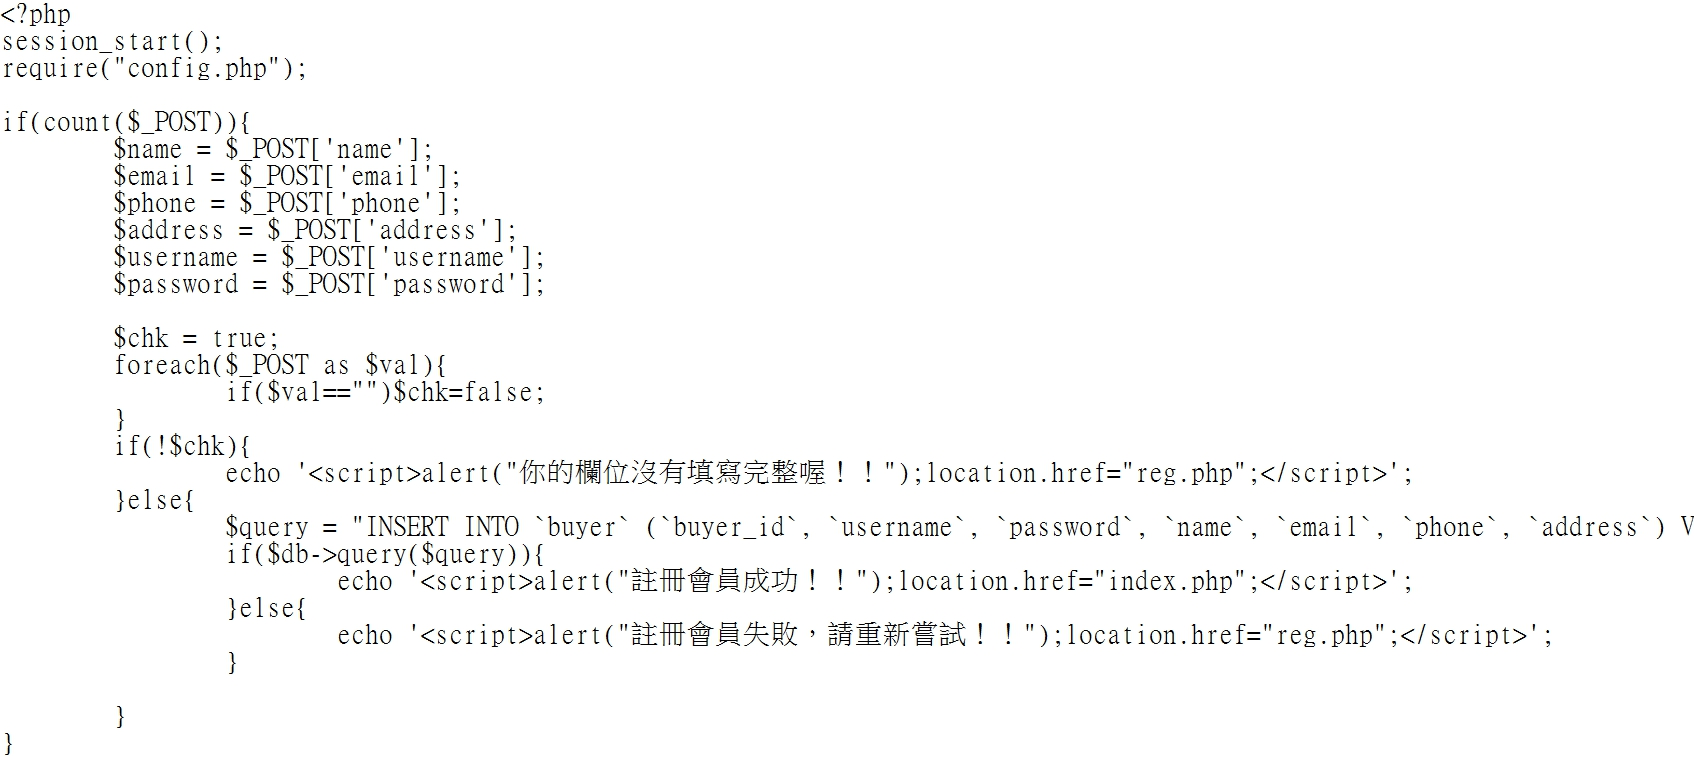 <?php
session_start();
require("config.php");
if(count($_POST)){
$name = $_POST['name'];
$email = $_POST['email'];
$phone = $_POST['phone'];
$address = $_POST['address'];
$username = $_POST['username'];
$password = $_POST['password'];
$chk = true;
foreach($_POST as $val){
if($val=="")$chk=false;
}
if(!$chk){
echo '<script>alert("你的欄位沒有填寫完整喔！！");location.href="reg.php";</script>';
}else{
$query = "INSERT INTO `buyer` (`buyer_id`, `username`, `password`, `name`, `email`, `phone`, `address`) V
if($db->query($query)){
echo '<script>alert("註冊會員成功！！");location.href="index.php";</script>';
}else{
echo '<script>alert("註冊會員失敗，請重新嘗試！！");location.href="reg.php";</script>';
}
}
}